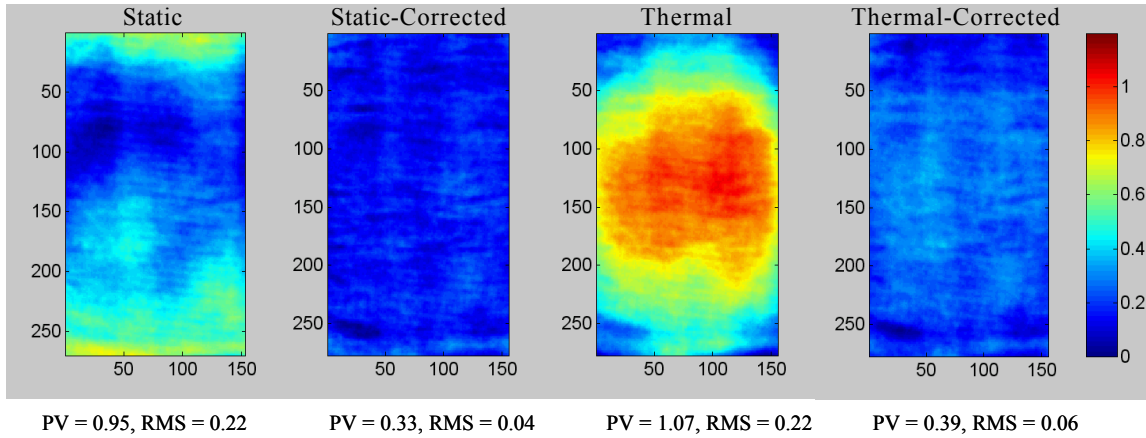 Static Static-Corrected Thermal Thermal-Corrected
50 50 50 50 1
100 100 100 100 0.8
150 150 150 150 0.6
200 200 200 200 0.4
250 250 250 250 0.2
0
50 100 150 50 100 150 50 100 150 50 100 150
PV = 0.95, RMS = 0.22 PV = 0.33, RMS = 0.04 PV = 1.07, RMS = 0.22 PV = 0.39, RMS = 0.06